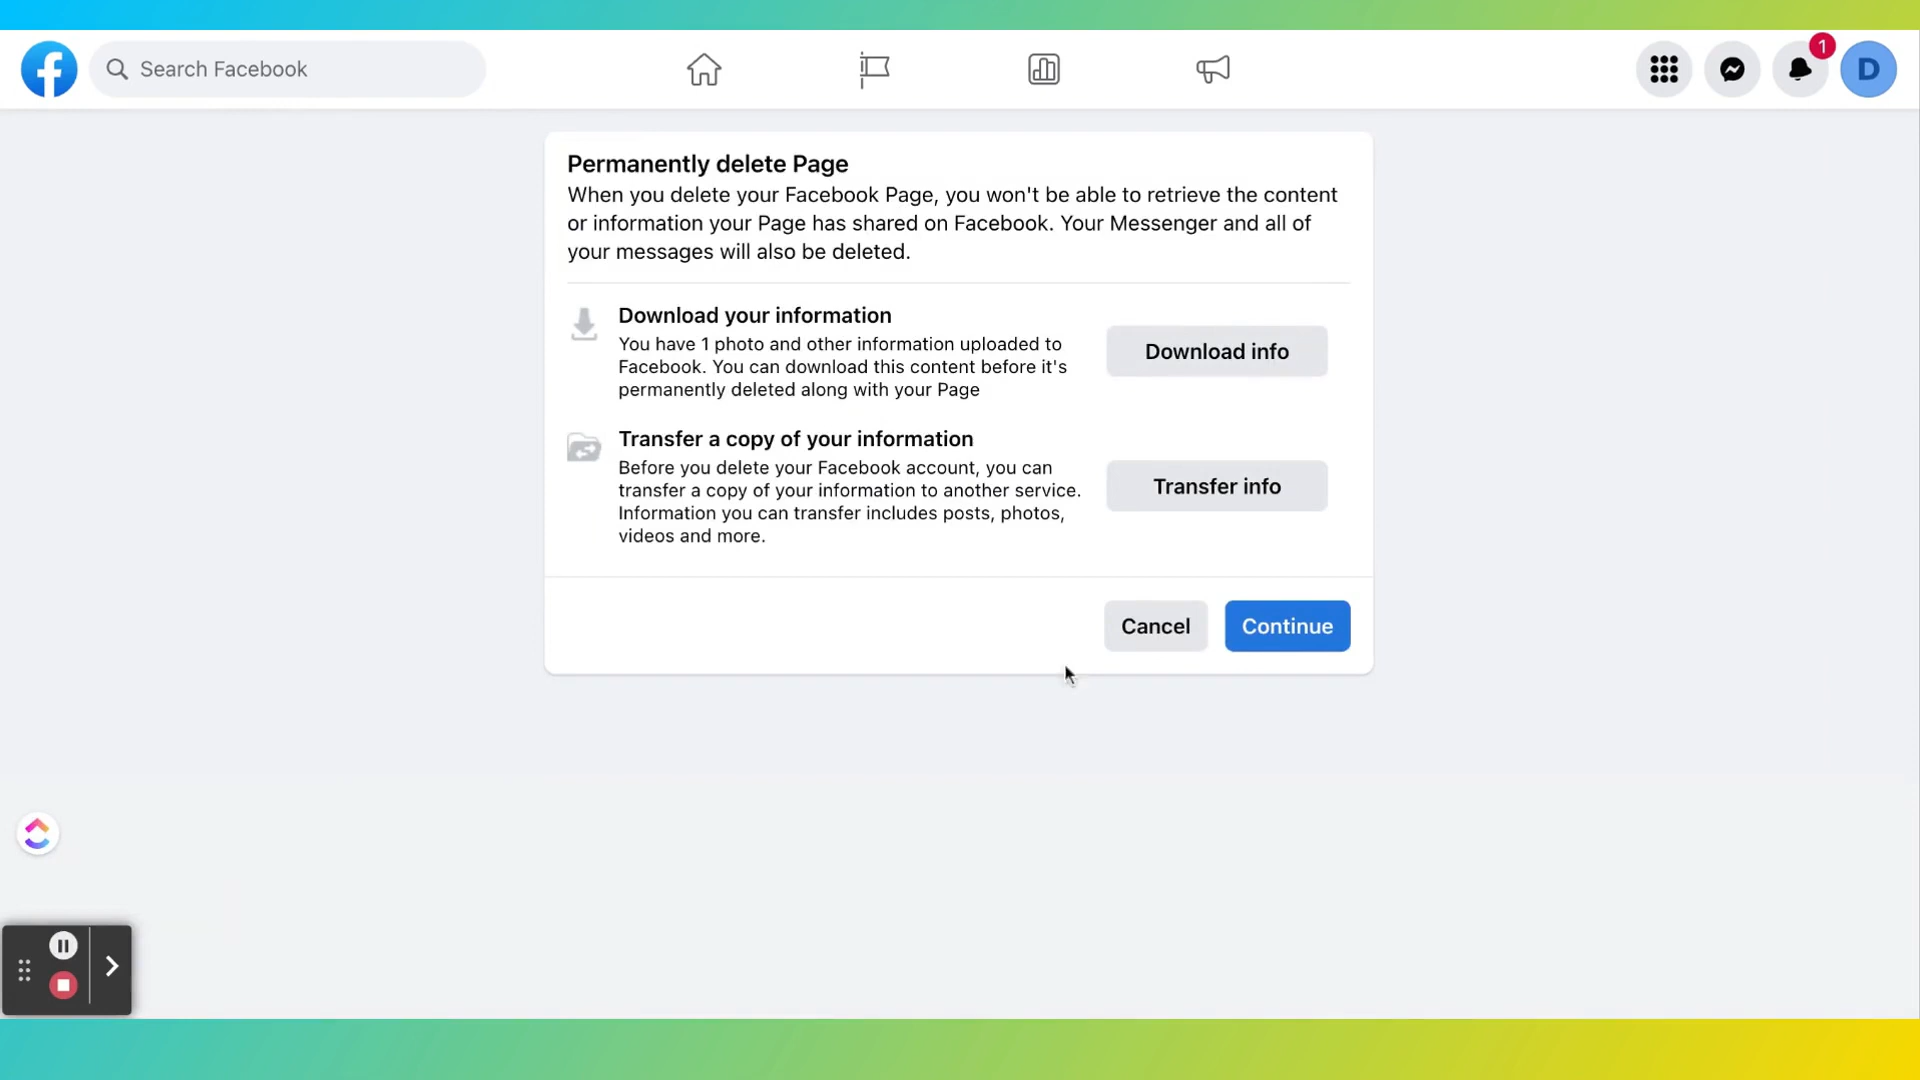 Search Facebook
1
D
Permanently delete Page
When you delete your Facebook Page, you won't be able to retrieve the content
or information your Page has shared on Facebook. Your Messenger and all of
your messages will also be deleted.
Download your information
You have 1 photo and other information uploaded to
Facebook. You can download this content before it's
permanently deleted along with your Page
Download info
Transfer a copy of your information
Before you delete your Facebook account, you can
transfer a copy of your information to another service.
Information you can transfer includes posts, photos,
videos and more.
Transfer info
Cancel
Continue